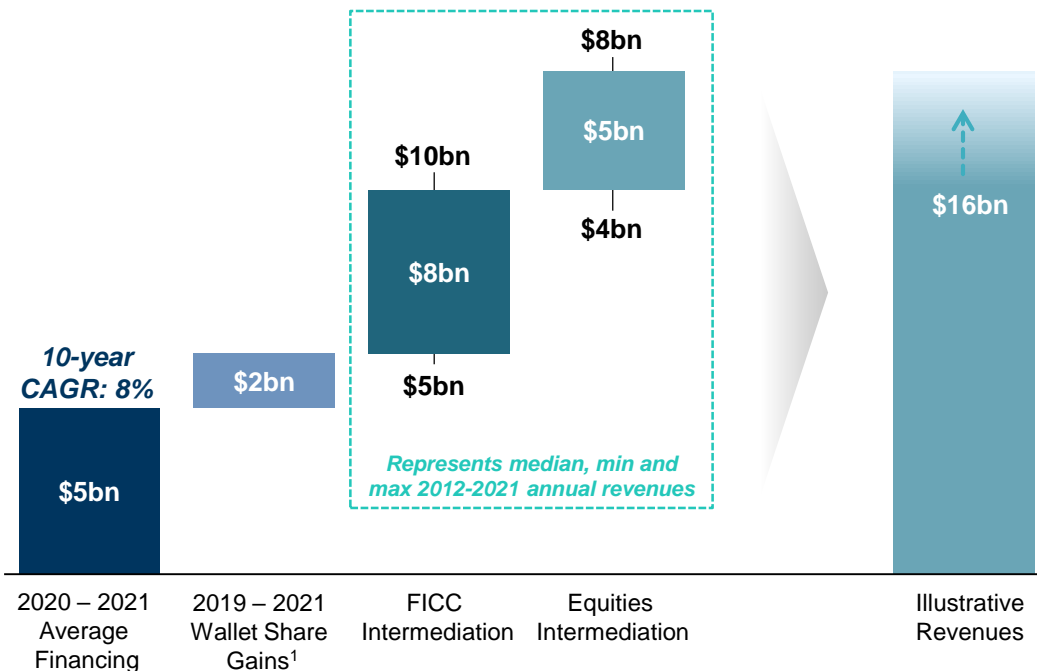 $8bn
$5bn
$4bn
$10bn
$8bn
$5bn
10-year
CAGR: 8%
$5bn
$2bn
Represents median, min and
max 2012-2021 annual revenues
$16bn
2020 – 2021
Average
Financing
2019 – 2021
Wallet Share
Gains¹
FICC
Intermediation
Equities
Intermediation
Illustrative
Revenues